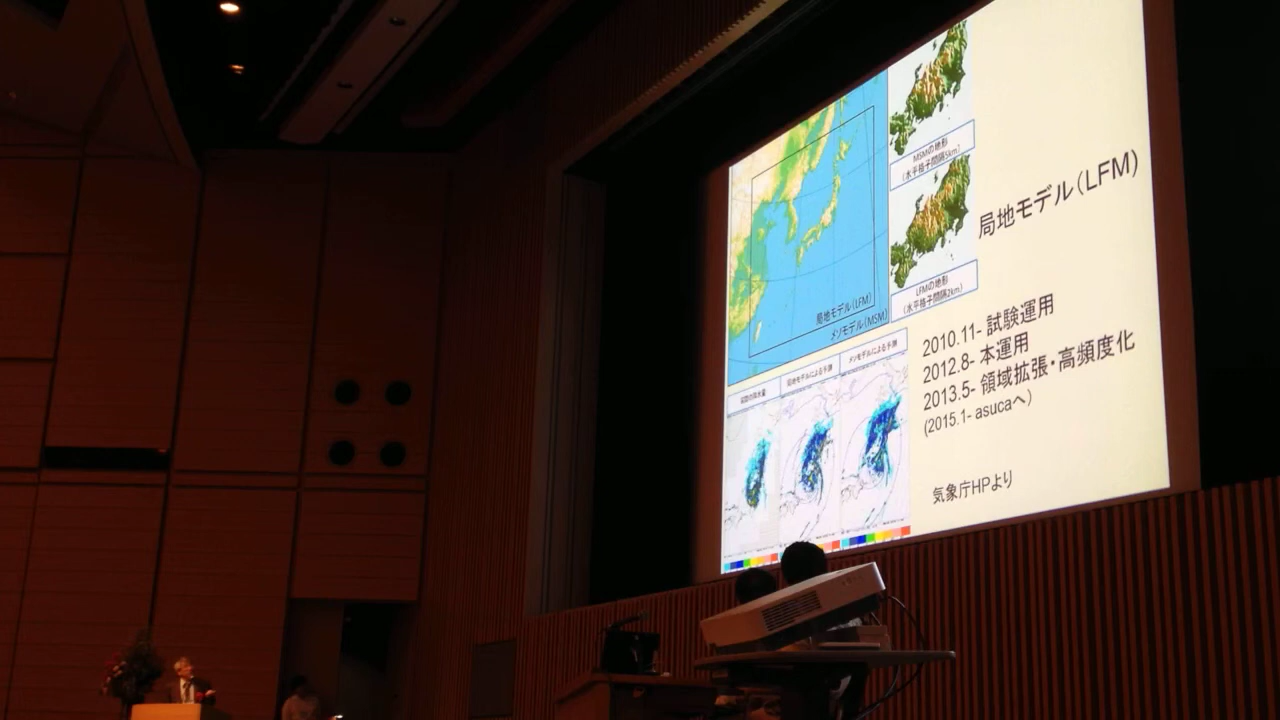 MSMの地形
(水平格子間隔5km)
LFMの地形
(水平格子間隔2km)
局地モデル(LFM)
局地モデル(LFM)
メソモデル(MSM)
局地モデルによる予測
メソモデルによる予測
2010.11- 試験運用
2012.8- 本運用
2013.5- 領域拡張・高頻度化
(2015.1- asucaへ)
気象庁HPより